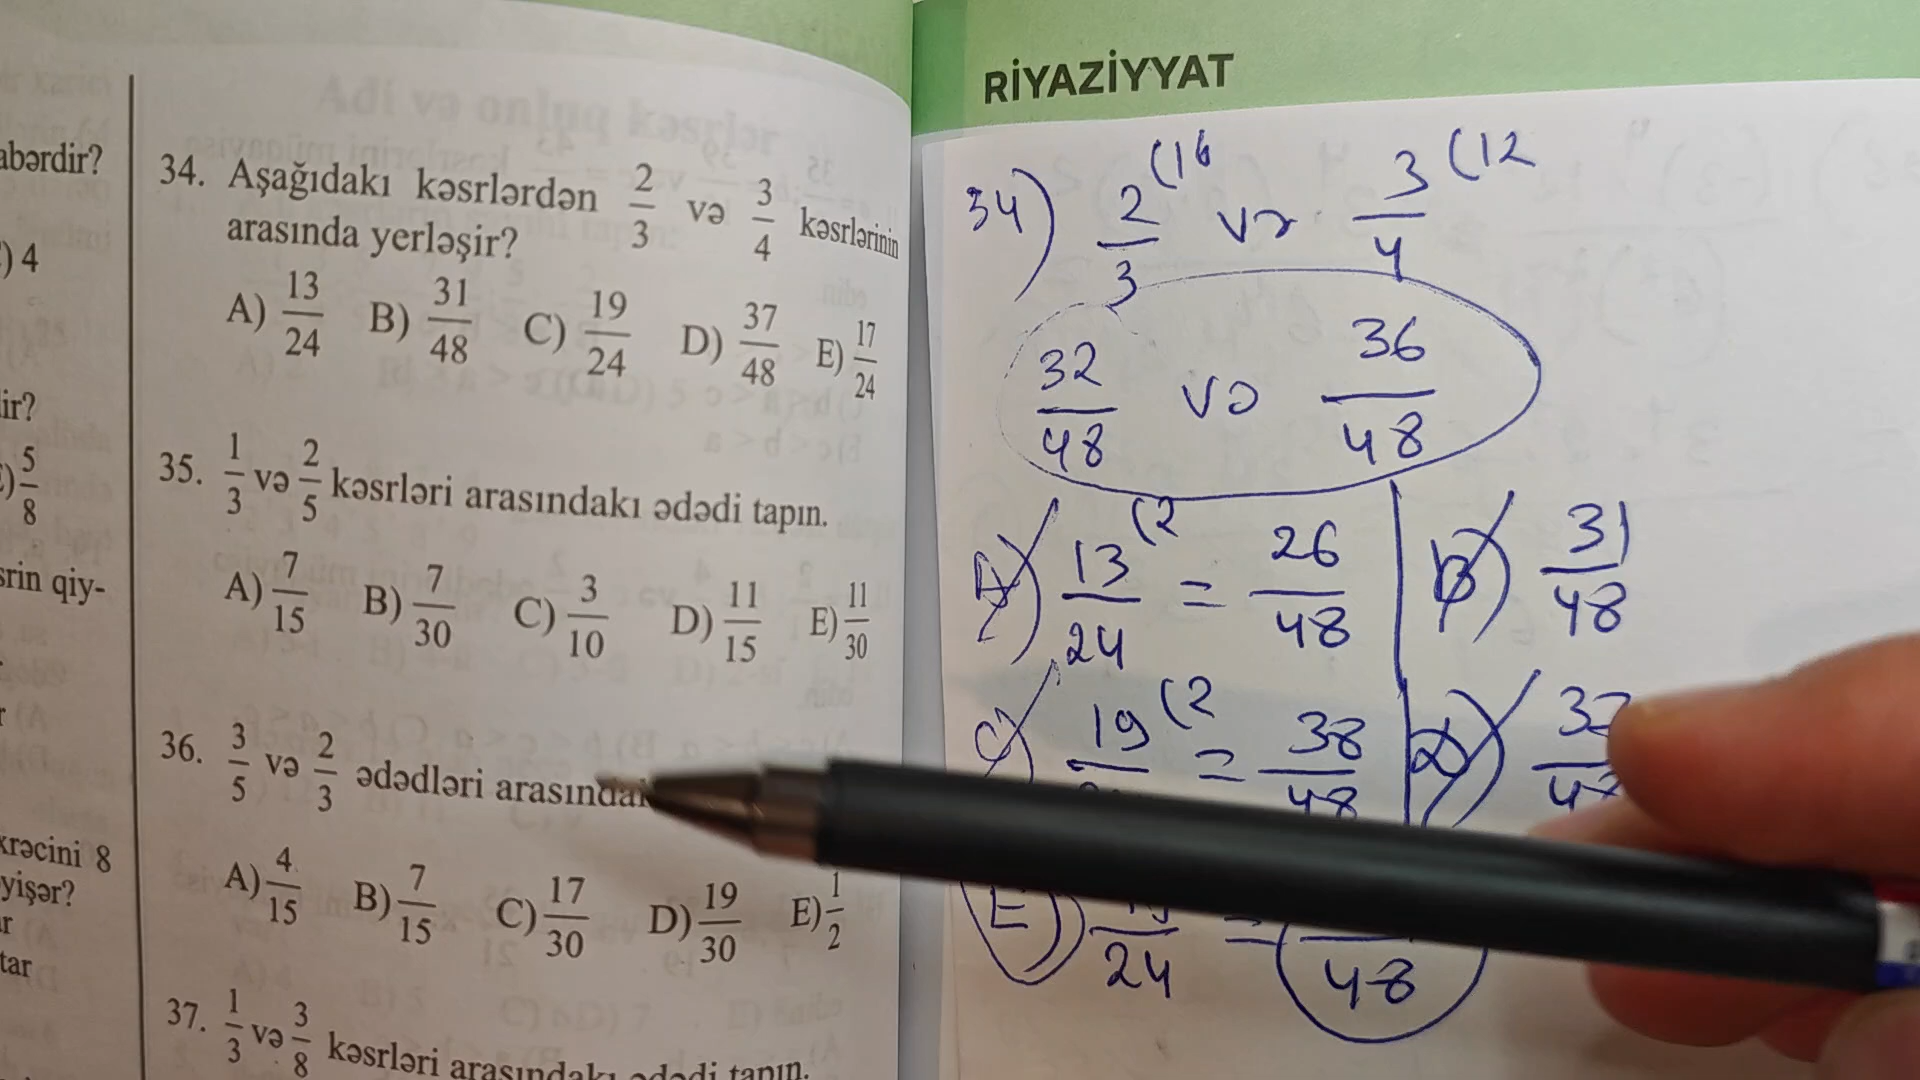 abərdir?
) 4
ir?
) 5/8
srin qiy-
xrəcini 8
yişər?
r
tar
34. Aşağıdakı kəsrlərdən 2/3 və 3/4 kəsrlərinin
arasında yerləşir?
A) 13/24 B) 31/48 C) 19/24 D) 37/48 E) 17/24
35. 1/3 və 2/5 kəsrləri arasındakı ədədi tapın.
A) 7/15 B) 7/30 C) 3/10 D) 11/15 E) 11/30
36. 3/5 və 2/3 ədədləri
A) 4/15 B) 7/15 C) 17/30 D) 19/30 E) 1/2
37. 1/3 və 3/8 kəsrləri arasındakı ədədi tapın.
RİYAZİYYAT
34) 2/3 (16 və 3/4 (12
32/48 və 36/48
A) 13/24 (2 = 26/48 B) 31/48
C) 19 (2 = 38/48 D)
E) /24 = /48